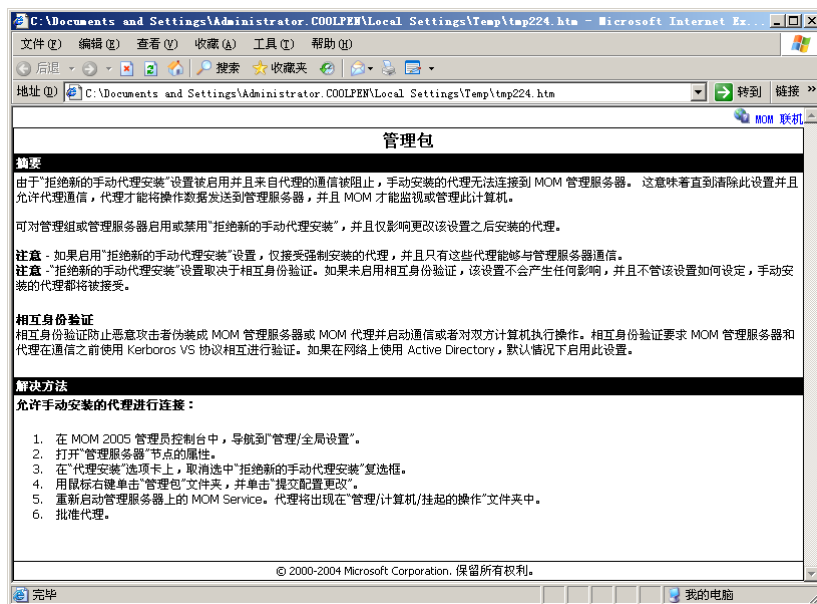 C:\Documents and Settings\Administrator.COOLPEN\Local Settings\Temp\tmp224.htm - Microsoft Internet Ex...
文件(F) 编辑(E) 查看(V) 收藏(A) 工具(T) 帮助(H)
后退 搜索 收藏夹
地址(D) C:\Documents and Settings\Administrator.COOLPEN\Local Settings\Temp\tmp224.htm 转到 链接 »
MOM 联机
管理包
摘要
由于“拒绝新的手动代理安装”设置被启用并且来自代理的通信被阻止，手动安装的代理无法连接到 MOM 管理服务器。 这意味着直到清除此设置并且
允许代理通信，代理才能将操作数据发送到管理服务器，并且 MOM 才能监视或管理此计算机。
可对管理组或管理服务器启用或禁用“拒绝新的手动代理安装”，并且仅影响更改该设置之后安装的代理。
注意 - 如果启用“拒绝新的手动代理安装”设置，仅接受强制安装的代理，并且只有这些代理能够与管理服务器通信。
注意 -“拒绝新的手动代理安装”设置取决于相互身份验证。如果未启用相互身份验证，该设置不会产生任何影响，并且不管该设置如何设定，手动安
装的代理都将被接受。
相互身份验证
相互身份验证防止恶意攻击者伪装成 MOM 管理服务器或 MOM 代理并启动通信或者对双方计算机执行操作。相互身份验证要求 MOM 管理服务器和
代理在通信之前使用 Kerboros VS 协议相互进行验证。如果在网络上使用 Active Directory，默认情况下启用此设置。
解决方法
允许手动安装的代理进行连接：
1. 在 MOM 2005 管理员控制台中，导航到“管理/全局设置”。
2. 打开“管理服务器”节点的属性。
3. 在“代理安装”选项卡上，取消选中“拒绝新的手动代理安装”复选框。
4. 用鼠标右键单击“管理包”文件夹，并单击“提交配置更改”。
5. 重新启动管理服务器上的 MOM Service。代理将出现在“管理/计算机/挂起的操作”文件夹中。
6. 批准代理。
© 2000-2004 Microsoft Corporation. 保留所有权利。
完毕 我的电脑